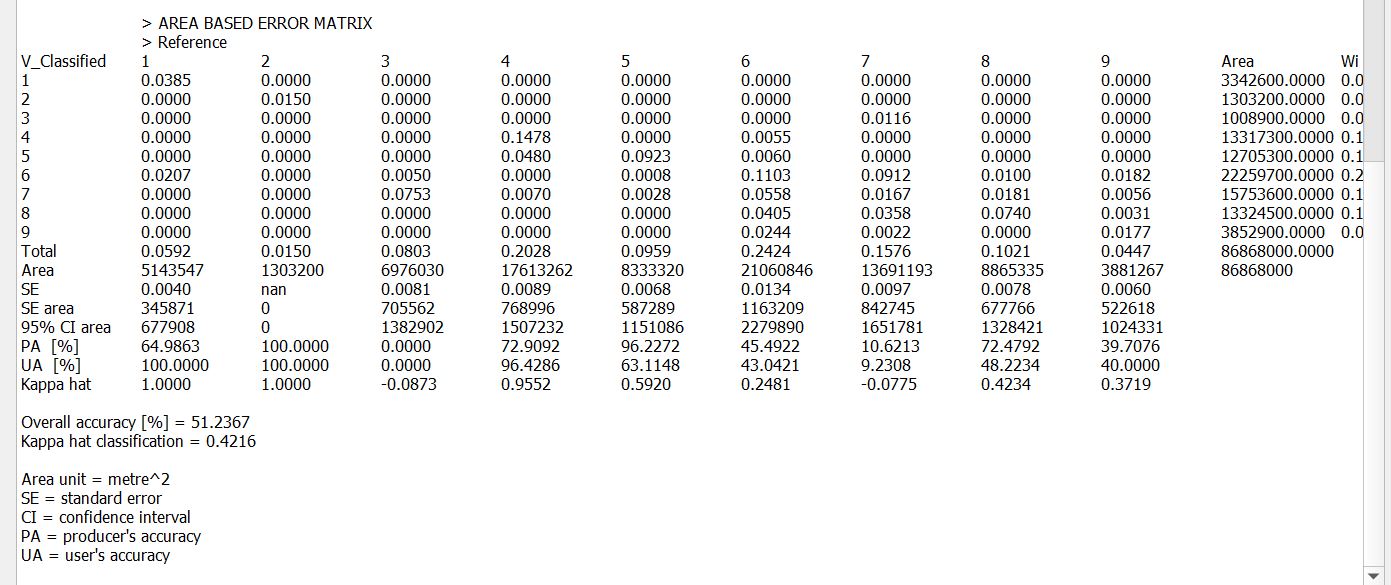 > AREA BASED ERROR MATRIX
> Reference
V_Classified 1 2 3 4 5 6 7 8 9 Area Wi
1 0.0385 0.0000 0.0000 0.0000 0.0000 0.0000 0.0000 0.0000 0.0000 3342600.0000 0.0
2 0.0000 0.0150 0.0000 0.0000 0.0000 0.0000 0.0000 0.0000 0.0000 1303200.0000 0.0
3 0.0000 0.0000 0.0000 0.0000 0.0000 0.0000 0.0116 0.0000 0.0000 1008900.0000 0.0
4 0.0000 0.0000 0.0000 0.1478 0.0000 0.0055 0.0000 0.0000 0.0000 13317300.0000 0.1
5 0.0000 0.0000 0.0000 0.0480 0.0923 0.0060 0.0000 0.0000 0.0000 12705300.0000 0.1
6 0.0207 0.0000 0.0050 0.0000 0.0008 0.1103 0.0912 0.0100 0.0182 22259700.0000 0.2
7 0.0000 0.0000 0.0753 0.0070 0.0028 0.0558 0.0167 0.0181 0.0056 15753600.0000 0.1
8 0.0000 0.0000 0.0000 0.0000 0.0000 0.0405 0.0358 0.0740 0.0031 13324500.0000 0.1
9 0.0000 0.0000 0.0000 0.0000 0.0000 0.0244 0.0022 0.0000 0.0177 3852900.0000 0.0
Total 0.0592 0.0150 0.0803 0.2028 0.0959 0.2424 0.1576 0.1021 0.0447 86868000.0000
Area 5143547 1303200 6976030 17613262 8333320 21060846 13691193 8865335 3881267 86868000
SE 0.0040 nan 0.0081 0.0089 0.0068 0.0134 0.0097 0.0078 0.0060
SE area 345871 0 705562 768996 587289 1163209 842745 677766 522618
95% CI area 677908 0 1382902 1507232 1151086 2279890 1651781 1328421 1024331
PA [%] 64.9863 100.0000 0.0000 72.9092 96.2272 45.4922 10.6213 72.4792 39.7076
UA [%] 100.0000 100.0000 0.0000 96.4286 63.1148 43.0421 9.2308 48.2234 40.0000
Kappa hat 1.0000 1.0000 -0.0873 0.9552 0.5920 0.2481 -0.0775 0.4234 0.3719
Overall accuracy [%] = 51.2367
Kappa hat classification = 0.4216
Area unit = metre^2
SE = standard error
CI = confidence interval
PA = producer's accuracy
UA = user's accuracy